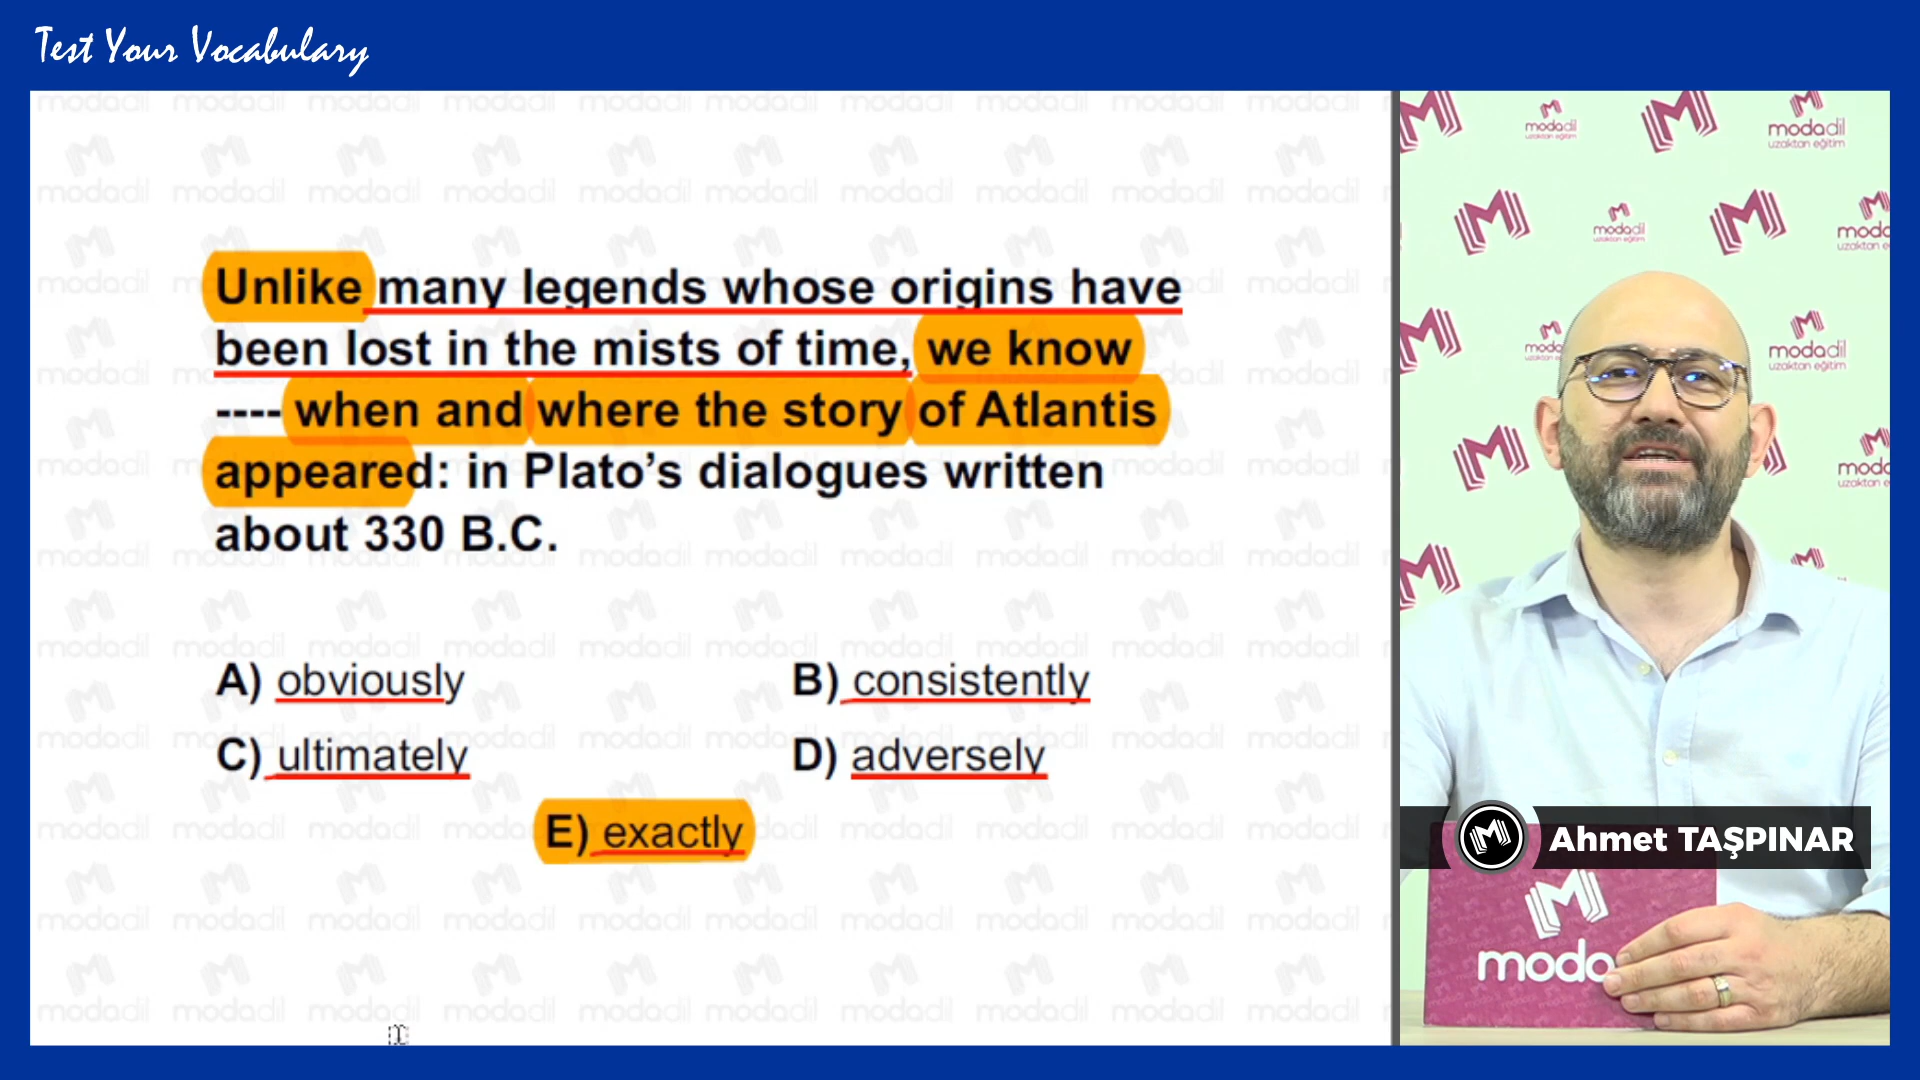 Test Your Vocabulary
Unlike many legends whose origins have
been lost in the mists of time, we know
---- when and where the story of Atlantis
appeared: in Plato’s dialogues written
about 330 B.C.
A) obviously
B) consistently
C) ultimately
D) adversely
E) exactly
modadil
modadil
uzaktan eğitim
Ahmet TAŞPINAR
moda